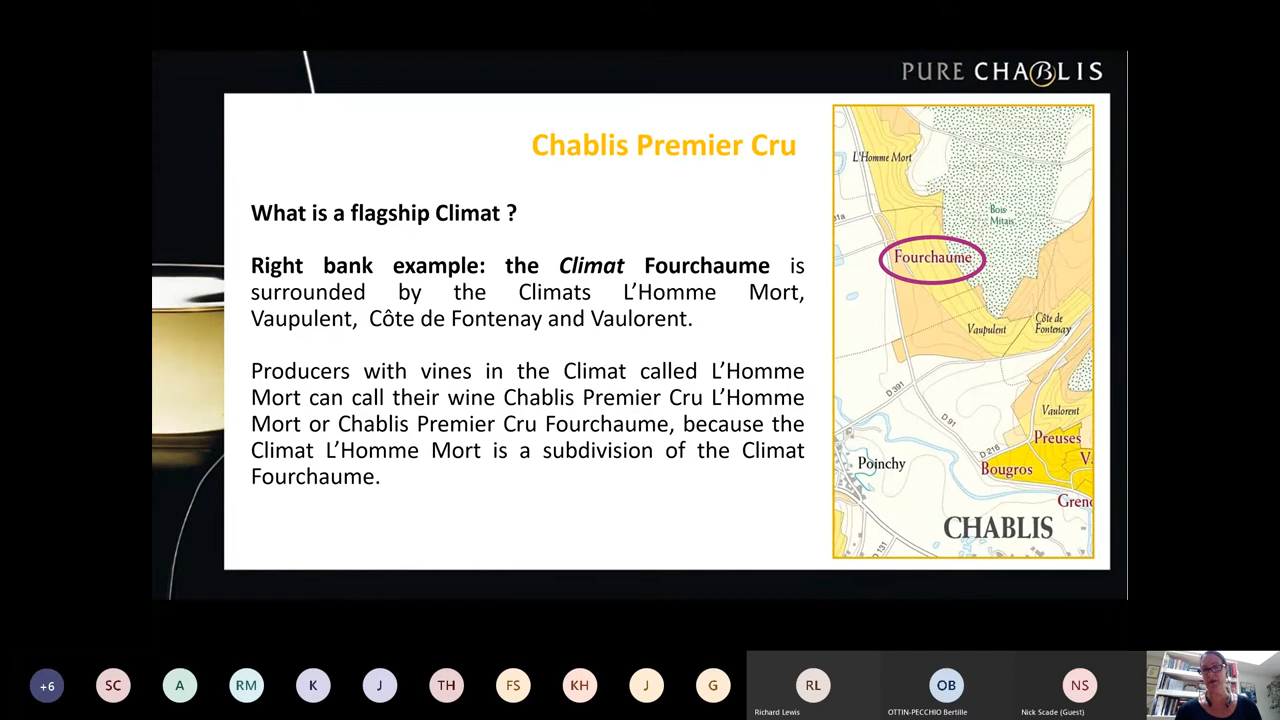 PURE CHABLIS
Chablis Premier Cru
What is a flagship Climat ?
Right bank example: the Climat Fourchaume is
surrounded by the Climats L’Homme Mort,
Vaupulent, Côte de Fontenay and Vaulorent.
Producers with vines in the Climat called L’Homme
Mort can call their wine Chablis Premier Cru L’Homme
Mort or Chablis Premier Cru Fourchaume, because the
Climat L’Homme Mort is a subdivision of the Climat
Fourchaume.
L'Homme Mort
Bois
Mitais
Fourchaume
Vaupulent
Côte de
Fontenay
D 391
D 91
Vaulorent
D 216
Preuses
Poinchy
Bougros
CHABLIS
D 131
+6
SC
A
RM
K
J
TH
FS
KH
J
G
RL
OB
NS
Richard Lewis
OTTIN-PECCHIO Bertille
Nick Scade (Guest)